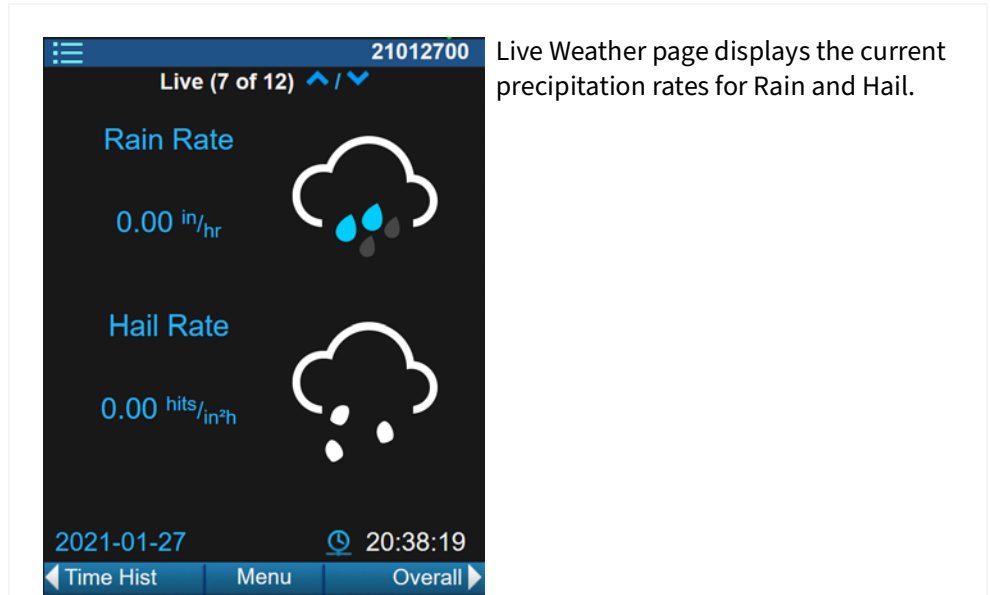 21012700
Live (7 of 12) /
Rain Rate
0.00 in/hr
Hail Rate
0.00 hits/in²h
2021-01-27 20:38:19
Time Hist Menu Overall
Live Weather page displays the current
precipitation rates for Rain and Hail.